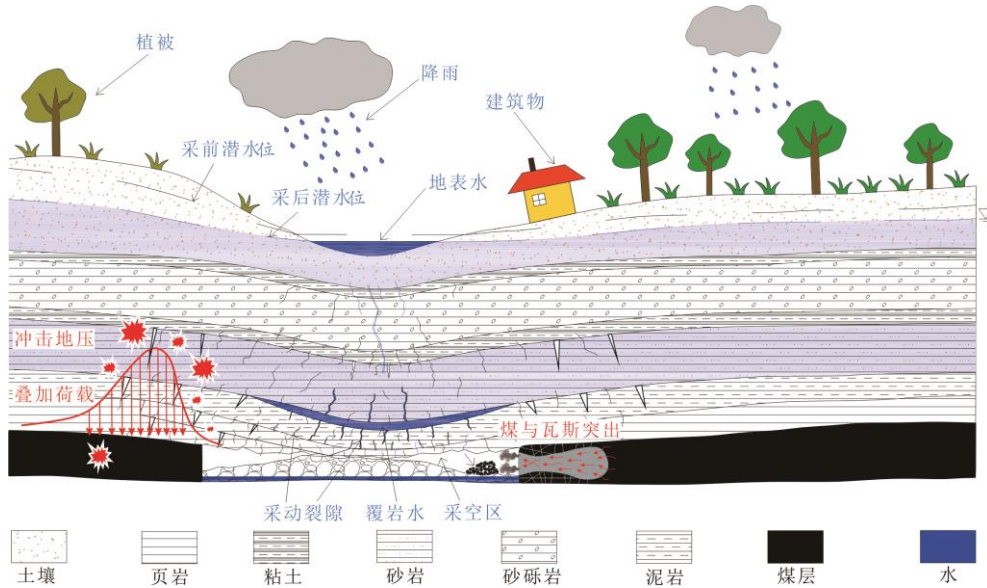 植被
降雨
建筑物
采前潜水位
地表水
采后潜水位
冲击地压
叠加荷载
煤与瓦斯突出
采动裂隙
覆岩水
采空区
土壤
页岩
粘土
砂岩
砂砾岩
泥岩
煤层
水